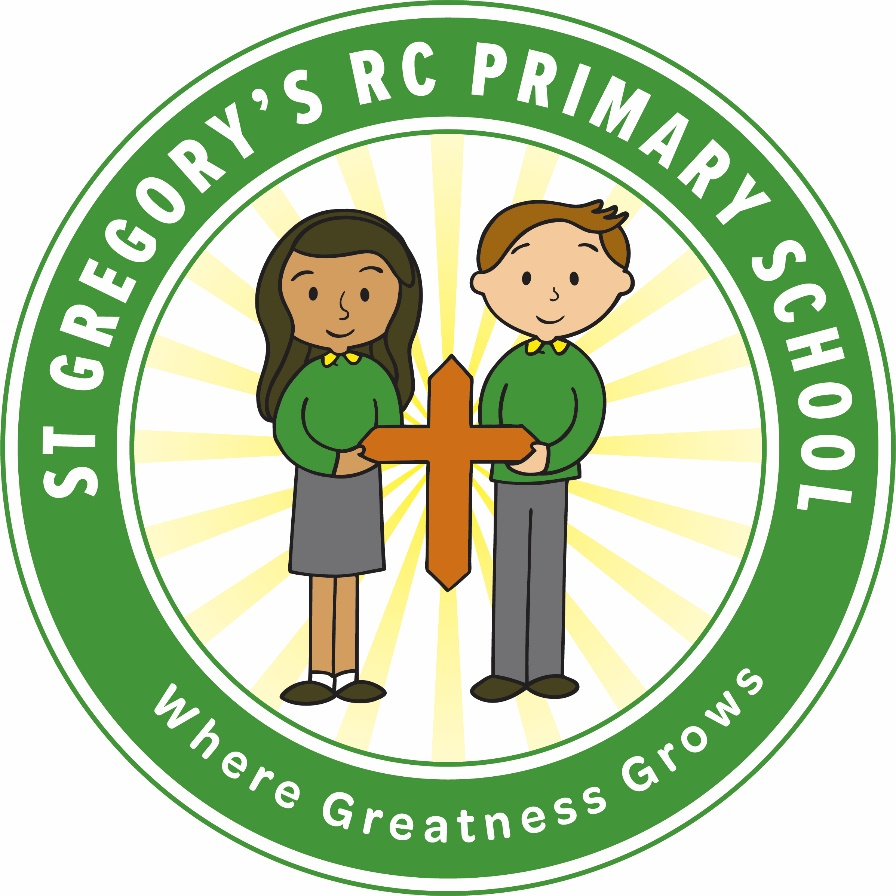 ST GREGORY'S RC PRIMARY SCHOOL
Where Greatness Grows